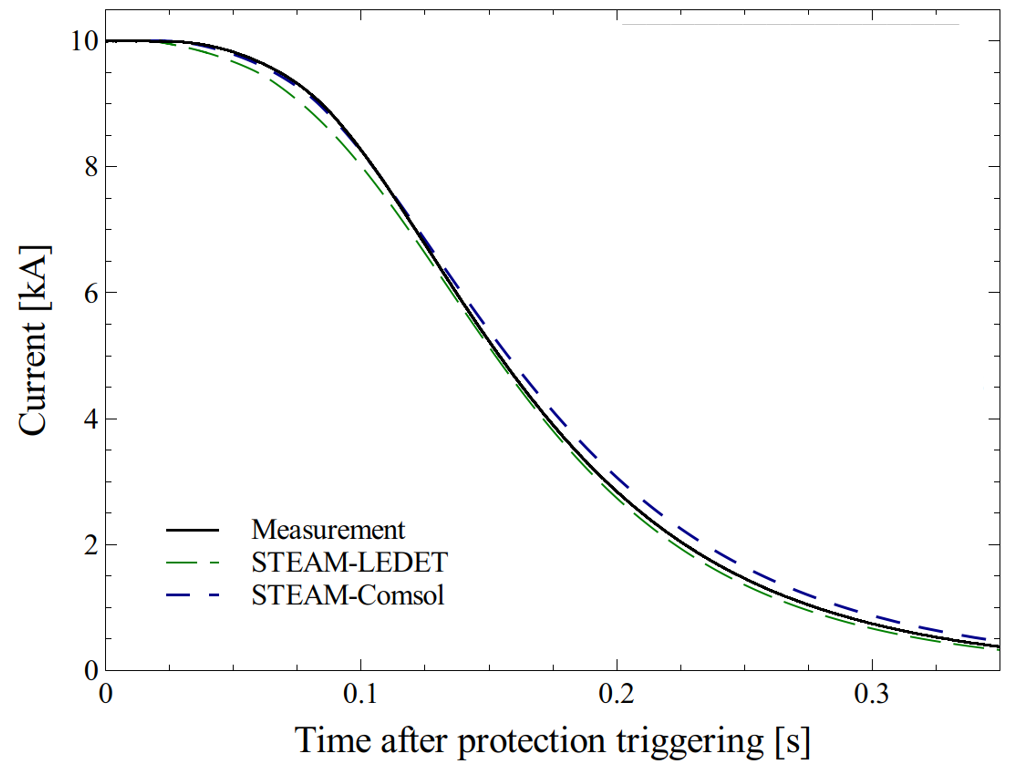 10
8
6
4
2
0
Current [kA]
Measurement
STEAM-LEDET
STEAM-Comsol
0 0.1 0.2 0.3
Time after protection triggering [s]